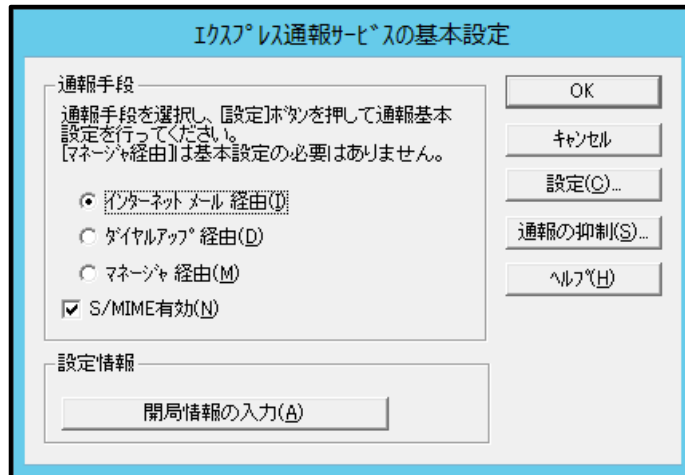 エクスプレス通報サービスの基本設定
通報手段
通報手段を選択し、[設定]ボタンを押して通報基本
設定を行ってください。
[マネージャ経由]は基本設定の必要はありません。
インターネット メール 経由(I)
ダイヤルアップ 経由(D)
マネージャ 経由(M)
S/MIME有効(N)
設定情報
開局情報の入力(A)
OK
キャンセル
設定(C)...
通報の抑制(S)...
ヘルプ(H)